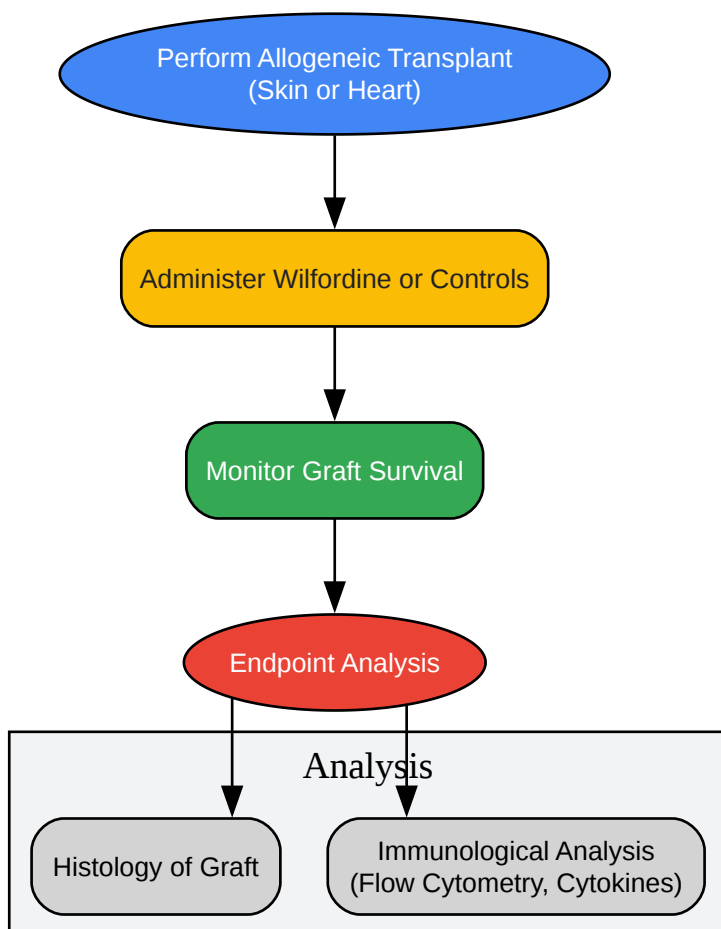 Perform Allogeneic Transplant
(Skin or Heart)
Administer Wilfordine or Controls
Monitor Graft Survival
Endpoint Analysis
Analysis
Histology of Graft
Immunological Analysis
(Flow Cytometry, Cytokines)